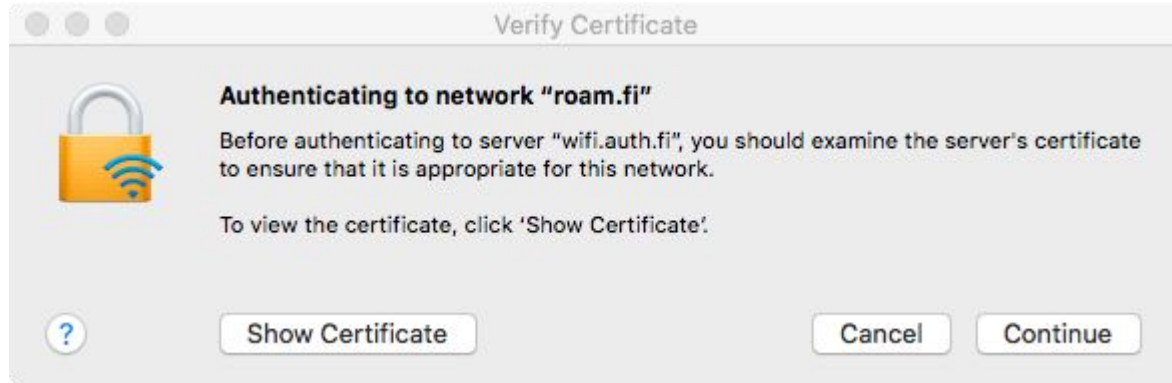 Verify Certificate
Authenticating to network “roam.fi”
Before authenticating to server “wifi.auth.fi”, you should examine the server's certificate
to ensure that it is appropriate for this network.
To view the certificate, click ‘Show Certificate’.
?
Show Certificate
Cancel
Continue